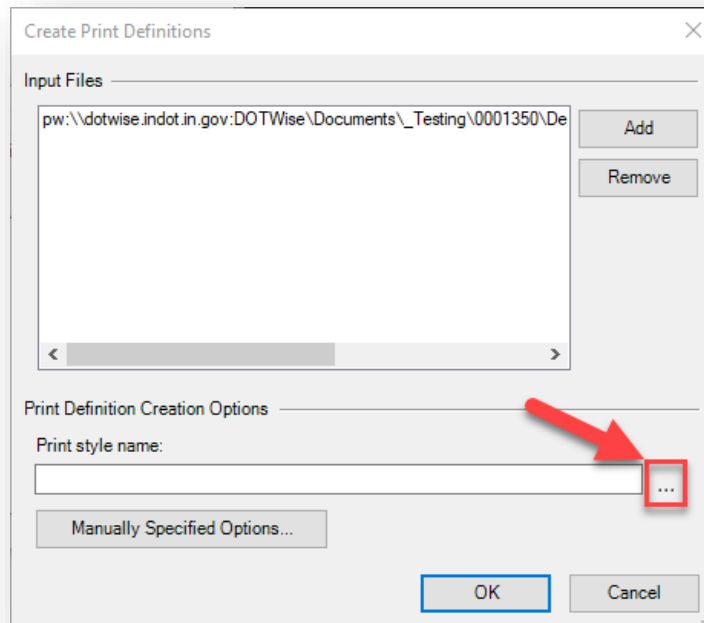 Create Print Definitions
Input Files
pw:\\dotwise.indot.in.gov:DOTWise\Documents\_Testing\0001350\De
Add
Remove
Print Definition Creation Options
Print style name:
...
Manually Specified Options...
OK
Cancel